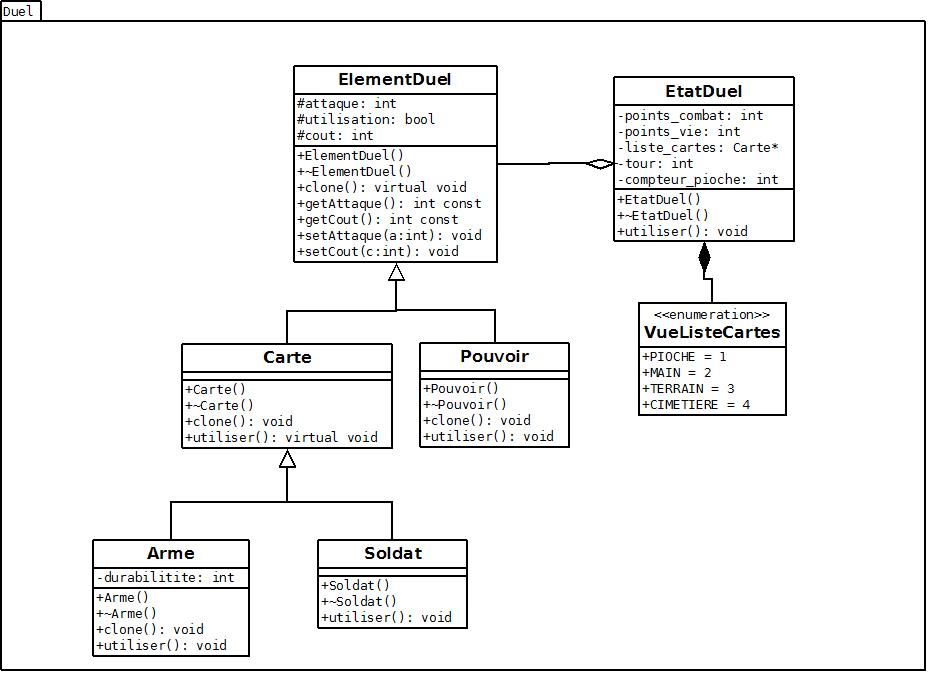 Duel
ElementDuel
#attaque: int
#utilisation: bool
#cout: int
+ElementDuel()
+~ElementDuel()
+clone(): virtual void
+getAttaque(): int const
+getCout(): int const
+setAttaque(a:int): void
+setCout(c:int): void
EtatDuel
-points_combat: int
-points_vie: int
-liste_cartes: Carte*
-tour: int
-compteur_pioche: int
+EtatDuel()
+~EtatDuel()
+utiliser(): void
<<enumeration>>
VueListeCartes
+PIOCHE = 1
+MAIN = 2
+TERRAIN = 3
+CIMETIERE = 4
Carte
+Carte()
+~Carte()
+clone(): void
+utiliser(): virtual void
Pouvoir
+Pouvoir()
+~Pouvoir()
+clone(): void
+utiliser(): void
Arme
-durabilitite: int
+Arme()
+~Arme()
+clone(): void
+utiliser(): void
Soldat
+Soldat()
+~Soldat()
+utiliser(): void